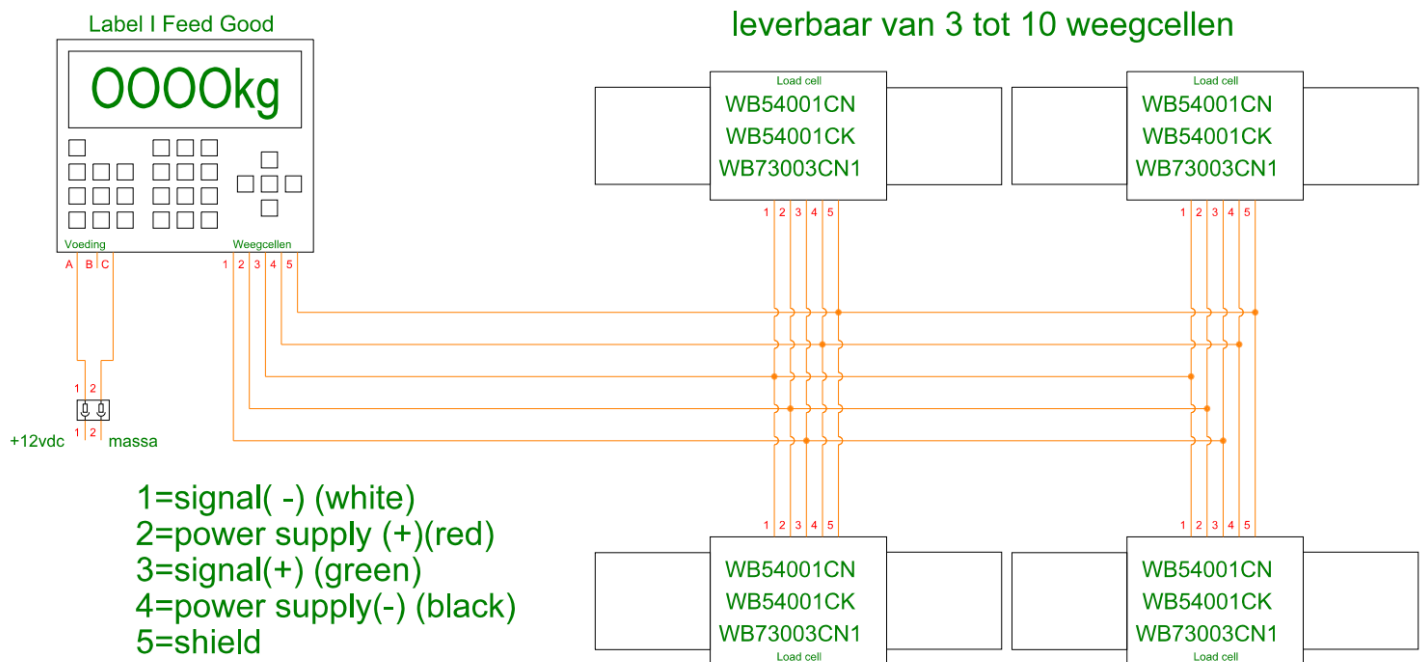 Label I Feed Good
leverbaar van 3 tot 10 weegcellen
OOOOkg
Voeding
Weegcellen
A B C
1 2 3 4 5
1 2
1 2
+12vdc
massa
Load cell
WB54001CN
WB54001CK
WB73003CN1
1 2 3 4 5
Load cell
WB54001CN
WB54001CK
WB73003CN1
1 2 3 4 5
1=signal( -) (white)
2=power supply (+)(red)
3=signal(+) (green)
4=power supply(-) (black)
5=shield
1 2 3 4 5
WB54001CN
WB54001CK
WB73003CN1
Load cell
1 2 3 4 5
WB54001CN
WB54001CK
WB73003CN1
Load cell